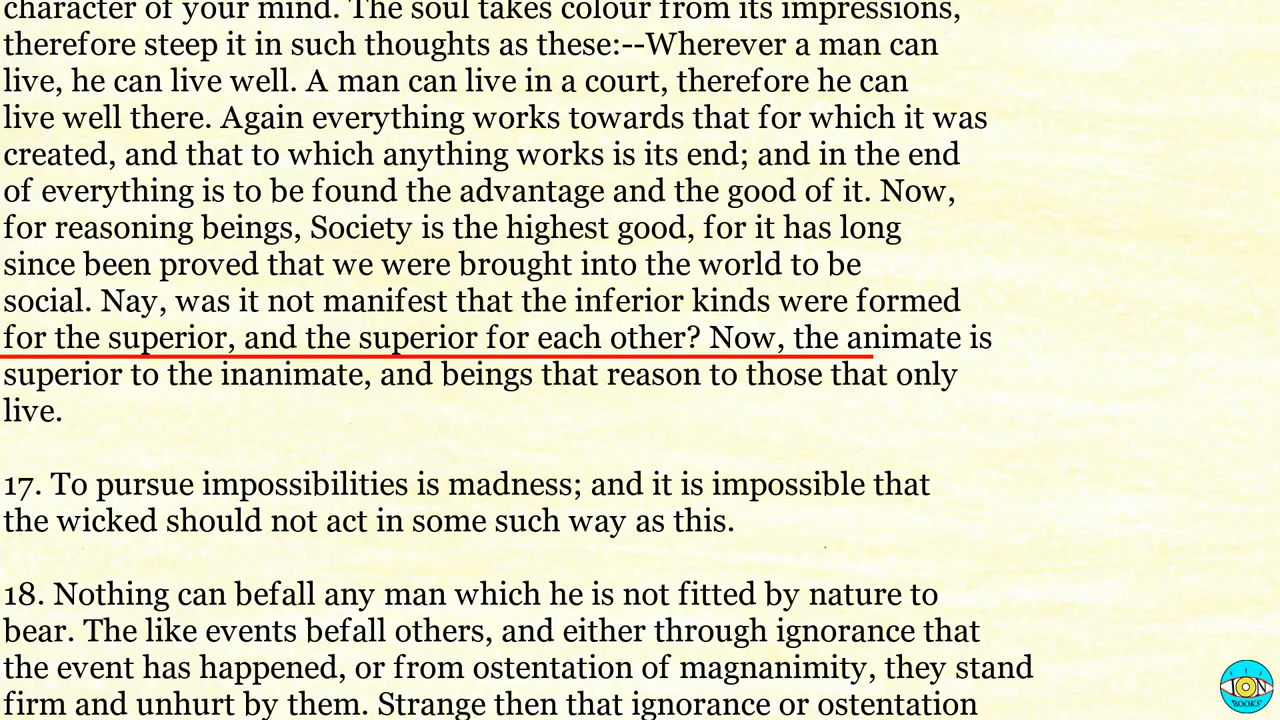 character of your mind. The soul takes colour from its impressions,
therefore steep it in such thoughts as these:--Wherever a man can
live, he can live well. A man can live in a court, therefore he can
live well there. Again everything works towards that for which it was
created, and that to which anything works is its end; and in the end
of everything is to be found the advantage and the good of it. Now,
for reasoning beings, Society is the highest good, for it has long
since been proved that we were brought into the world to be
social. Nay, was it not manifest that the inferior kinds were formed
for the superior, and the superior for each other? Now, the animate is
superior to the inanimate, and beings that reason to those that only
live.
17. To pursue impossibilities is madness; and it is impossible that
the wicked should not act in some such way as this.
18. Nothing can befall any man which he is not fitted by nature to
bear. The like events befall others, and either through ignorance that
the event has happened, or from ostentation of magnanimity, they stand
firm and unhurt by them. Strange then that ignorance or ostentation
ION
BOOKS